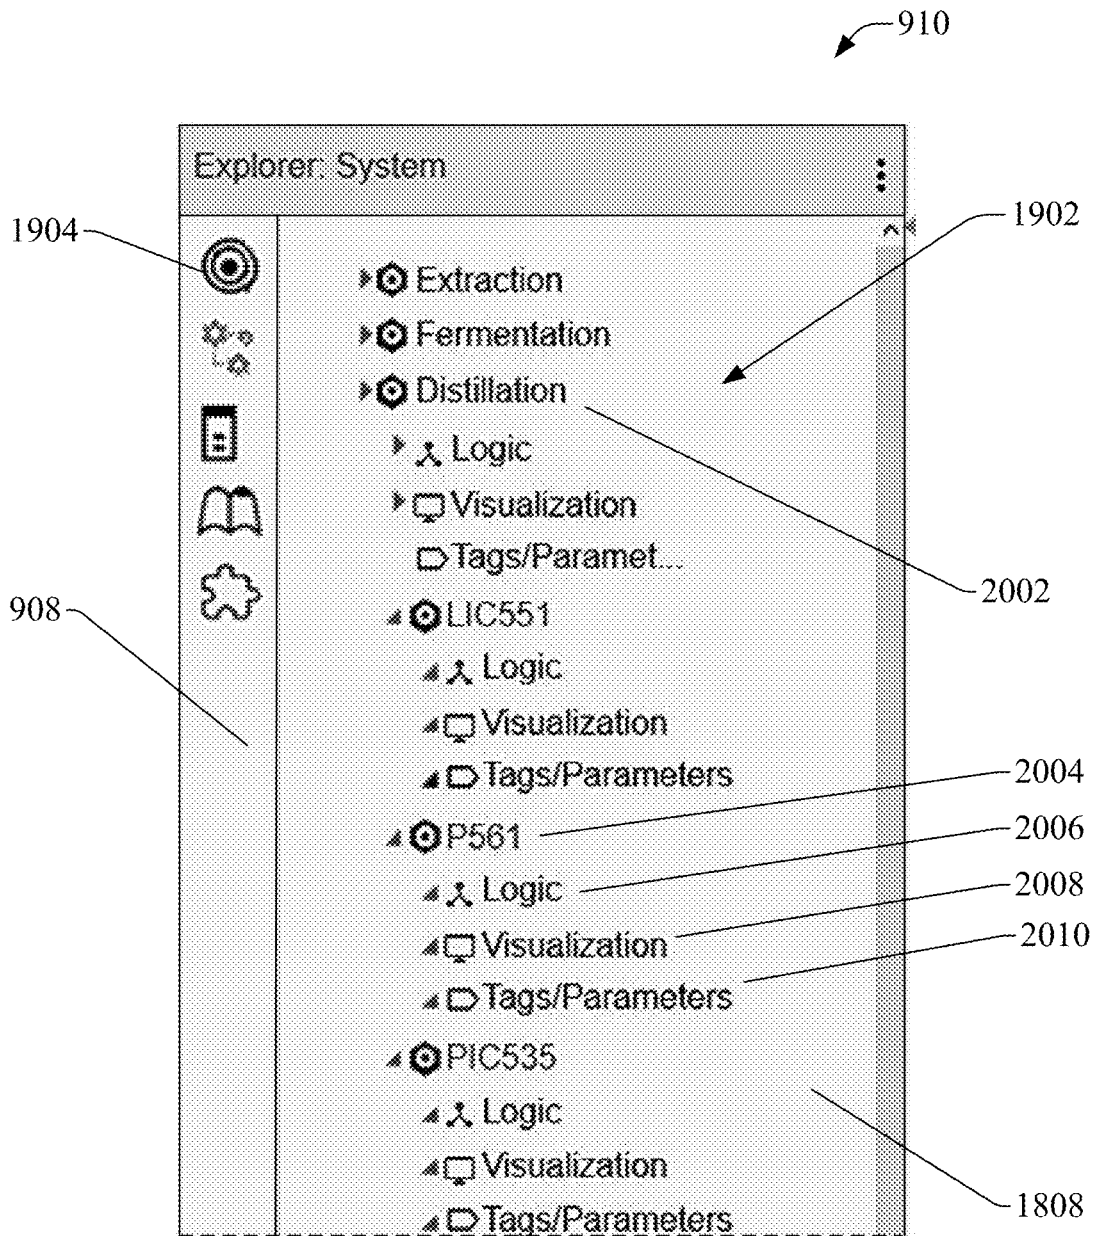 910
Explorer: System
1904
1902
Extraction
Fermentation
Distillation
Logic
Visualization
Tags/Paramet...
2002
908
LIC551
Logic
Visualization
Tags/Parameters
2004
P561
2006
Logic
2008
Visualization
2010
Tags/Parameters
PIC535
Logic
Visualization
1808
Tags/Parameters